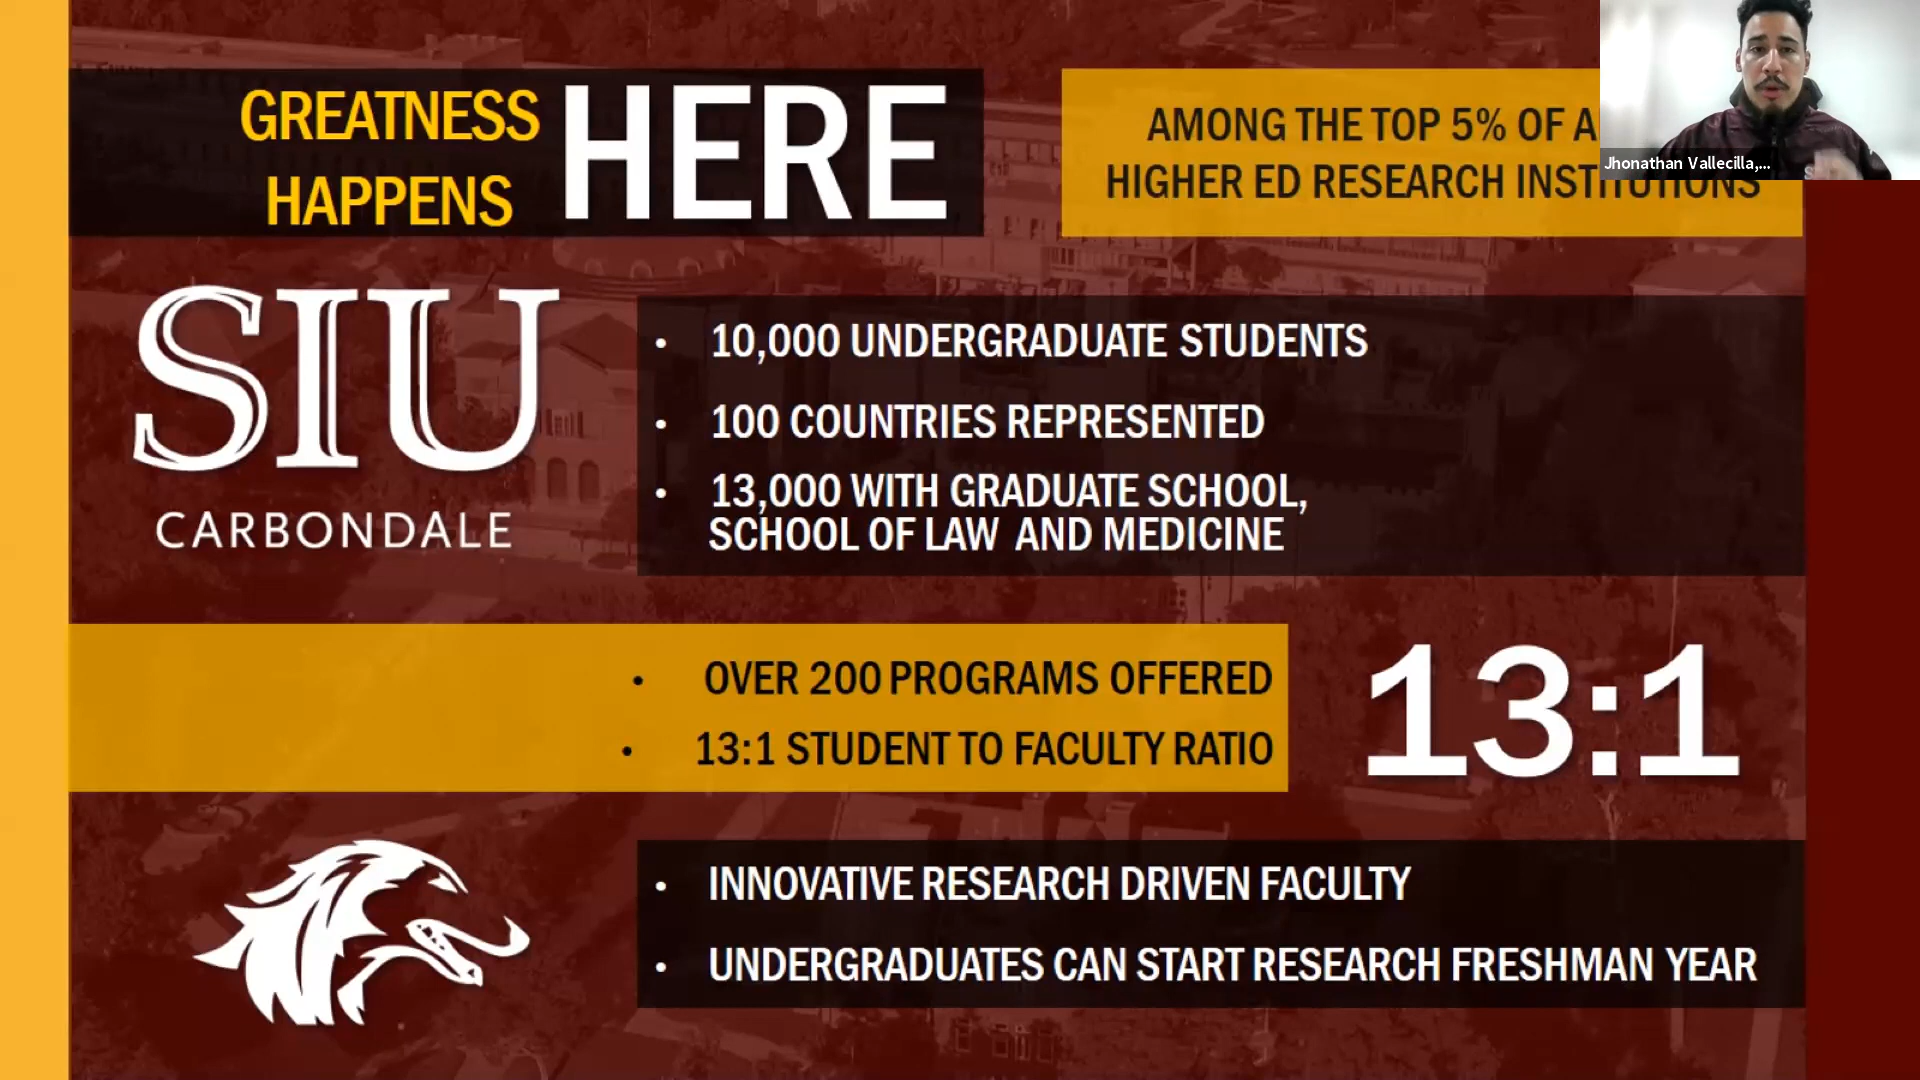 GREATNESS
HAPPENS
HERE
AMONG THE TOP 5% OF
HIGHER ED RESEARCH INSTITUTIONS
Jhonathan Vallecilla,...
SIU
CARBONDALE
• 10,000 UNDERGRADUATE STUDENTS
• 100 COUNTRIES REPRESENTED
• 13,000 WITH GRADUATE SCHOOL,
SCHOOL OF LAW AND MEDICINE
• OVER 200 PROGRAMS OFFERED
• 13:1 STUDENT TO FACULTY RATIO
13:1
• INNOVATIVE RESEARCH DRIVEN FACULTY
• UNDERGRADUATES CAN START RESEARCH FRESHMAN YEAR